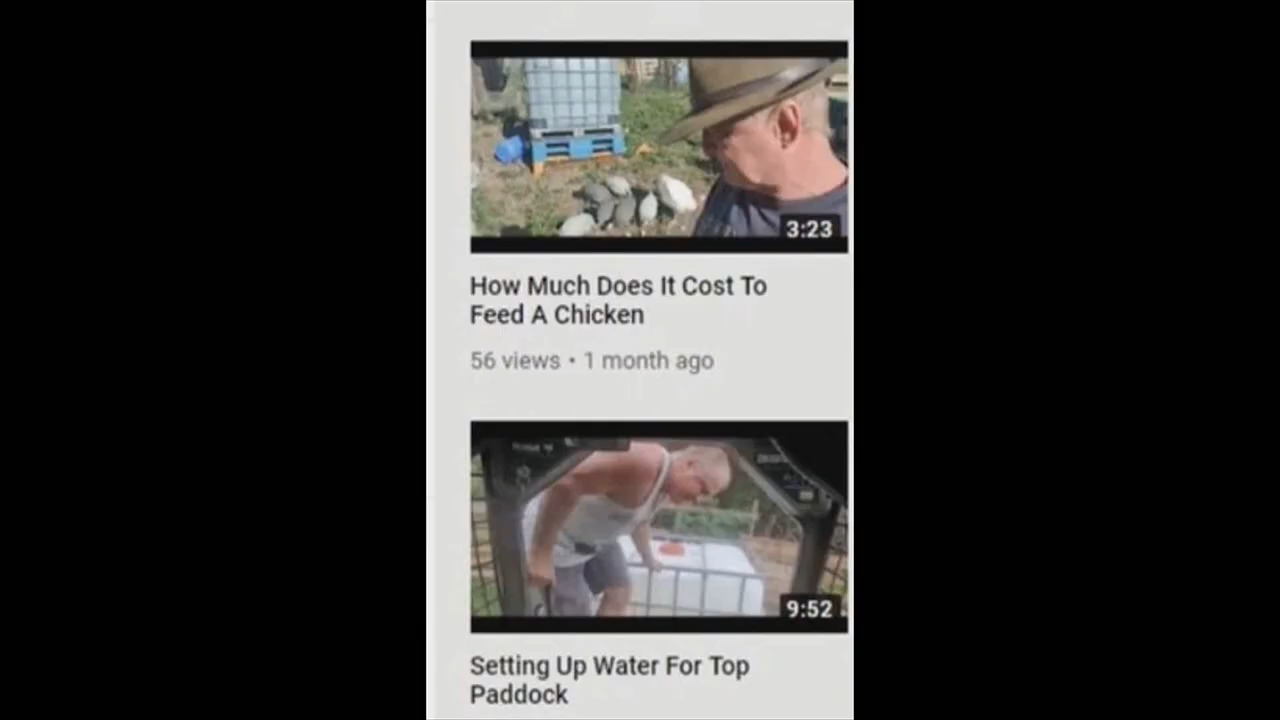 3:23
How Much Does It Cost To
Feed A Chicken
56 views • 1 month ago
9:52
Setting Up Water For Top
Paddock